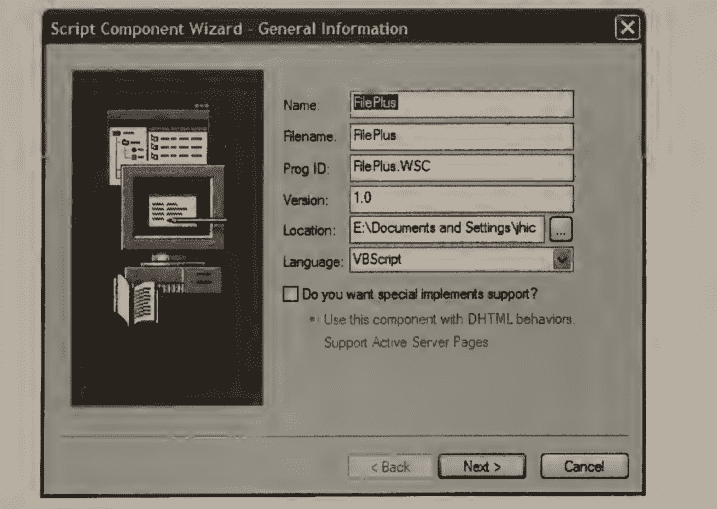 Script Component Wizard - General Information
Name: FilePlus
Filename: FilePlus
Prog ID: FilePlus.WSC
Version: 1.0
Location: E:\Documents and Settings\jhic ...
Language: VBScript
Do you want special implements support?
Use this component with DHTML behaviors.
Support Active Server Pages
< Back Next > Cancel